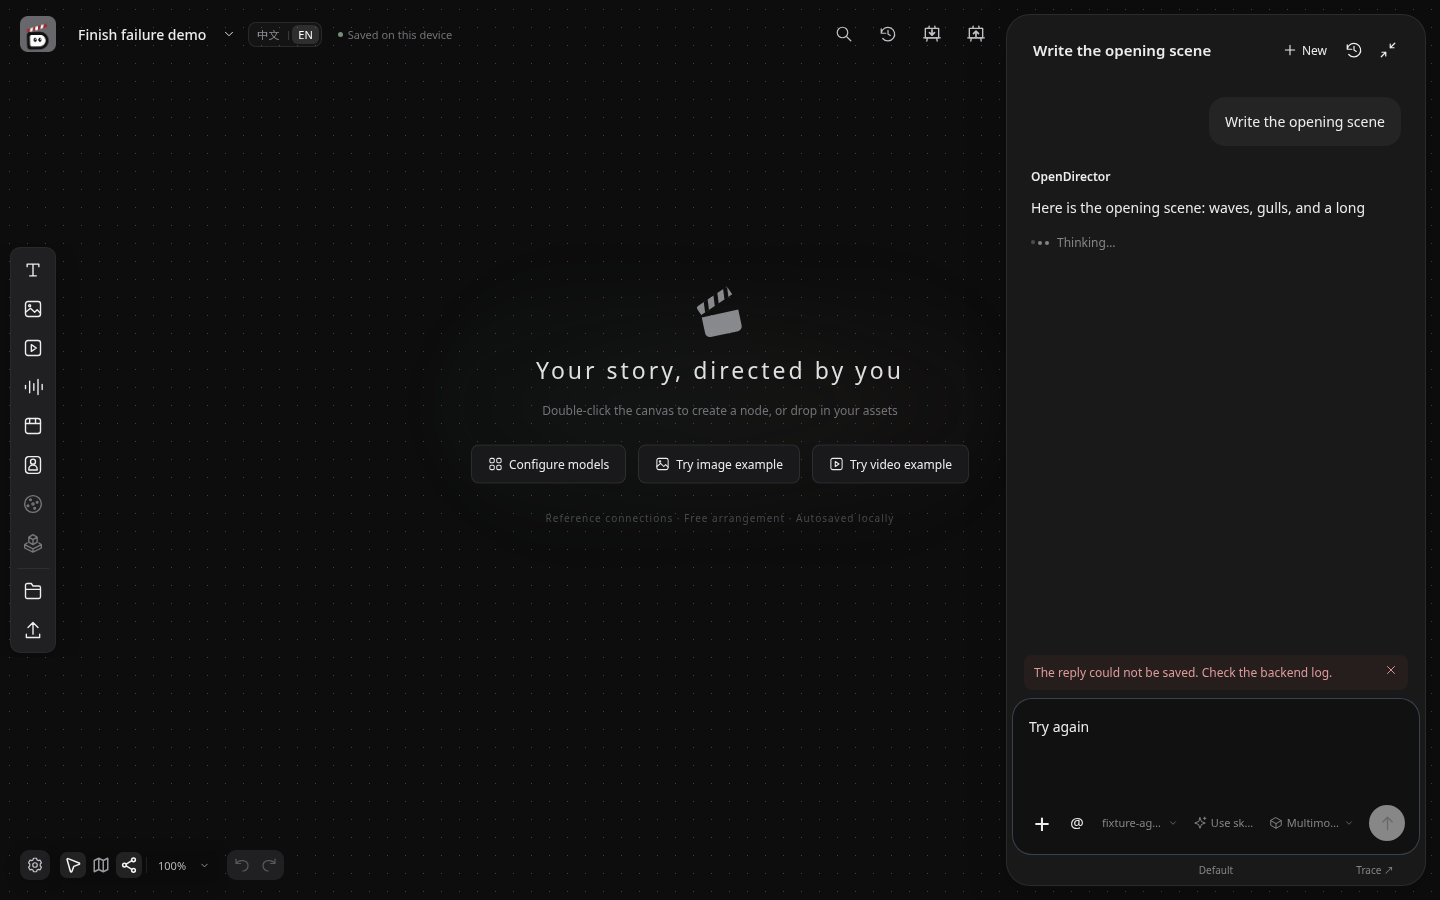 Finish failure demo
中文 | EN
Saved on this device
Write the opening scene
New
Write the opening scene
OpenDirector
Here is the opening scene: waves, gulls, and a long
Thinking...
Your story, directed by you
Double-click the canvas to create a node, or drop in your assets
Configure models
Try image example
Try video example
Reference connections · Free arrangement · Autosaved locally
The reply could not be saved. Check the backend log.
Try again
@
fixture-ag...
Use sk...
Multimo...
100%
Default
Trace ↗